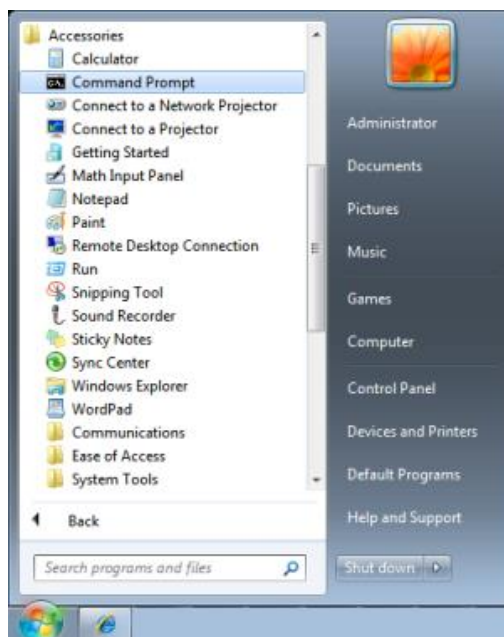 Accessories
Calculator
Command Prompt
Connect to a Network Projector
Connect to a Projector
Getting Started
Math Input Panel
Notepad
Paint
Remote Desktop Connection
Run
Snipping Tool
Sound Recorder
Sticky Notes
Sync Center
Windows Explorer
WordPad
Communications
Ease of Access
System Tools
Back
Search programs and files
Administrator
Documents
Pictures
Music
Games
Computer
Control Panel
Devices and Printers
Default Programs
Help and Support
Shut down